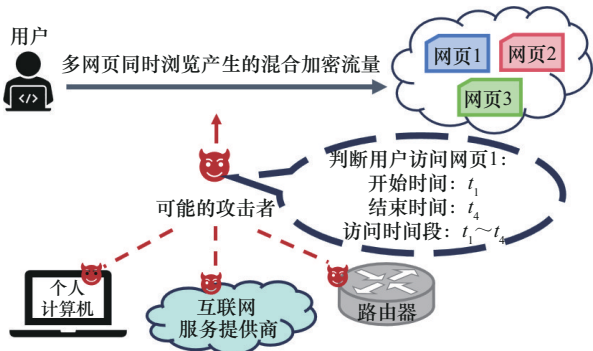 用户
多网页同时浏览产生的混合加密流量
网页1
网页2
网页3
</>
判断用户访问网页1：
开始时间：t1
结束时间：t4
访问时间段：t1～t4
可能的攻击者
个人
计算机
互联网
服务提供商
路由器